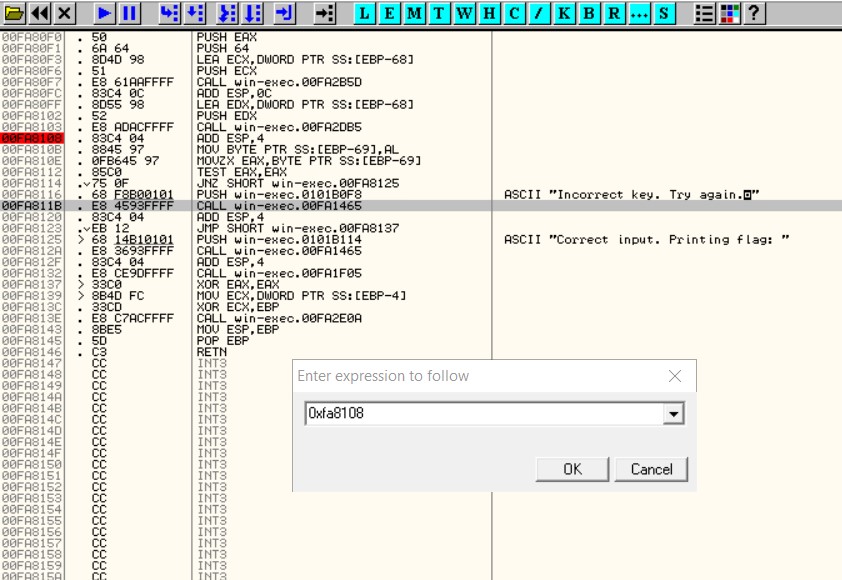 L E M T W H C / K B R ... S ?
00FA80F0 . 50 PUSH EAX
00FA80F1 . 6A 64 PUSH 64
00FA80F3 . 8D4D 98 LEA ECX,DWORD PTR SS:[EBP-68]
00FA80F6 . 51 PUSH ECX
00FA80F7 . E8 61AAFFFF CALL win-exec.00FA2B5D
00FA80FC . 83C4 0C ADD ESP,0C
00FA80FF . 8D55 98 LEA EDX,DWORD PTR SS:[EBP-68]
00FA8102 . 52 PUSH EDX
00FA8103 . E8 ADACFFFF CALL win-exec.00FA2DB5
00FA8108 . 83C4 04 ADD ESP,4
00FA810B . 8845 97 MOV BYTE PTR SS:[EBP-69],AL
00FA810E . 0FB645 97 MOVZX EAX,BYTE PTR SS:[EBP-69]
00FA8112 . 85C0 TEST EAX,EAX
00FA8114 .v75 0F JNZ SHORT win-exec.00FA8125
00FA8116 . 68 F8B00101 PUSH win-exec.0101B0F8 ASCII "Incorrect key. Try again.◘"
00FA811B . E8 4593FFFF CALL win-exec.00FA1465
00FA8120 . 83C4 04 ADD ESP,4
00FA8123 .vEB 12 JMP SHORT win-exec.00FA8137
00FA8125 > 68 14B10101 PUSH win-exec.0101B114 ASCII "Correct input. Printing flag: "
00FA812A . E8 3693FFFF CALL win-exec.00FA1465
00FA812F . 83C4 04 ADD ESP,4
00FA8132 . E8 CE9DFFFF CALL win-exec.00FA1F05
00FA8137 > 33C0 XOR EAX,EAX
00FA8139 > 8B4D FC MOV ECX,DWORD PTR SS:[EBP-4]
00FA813C . 33CD XOR ECX,EBP
00FA813E . E8 C7ACFFFF CALL win-exec.00FA2E0A
00FA8143 . 8BE5 MOV ESP,EBP
00FA8145 . 5D POP EBP
00FA8146 . C3 RETN
00FA8147 CC INT3
00FA8148 CC INT3
00FA8149 CC INT3
00FA814A CC INT3
00FA814B CC INT3
00FA814C CC INT3
00FA814D CC INT3
00FA814E CC INT3
00FA814F CC INT3
00FA8150 CC INT3
00FA8151 CC INT3
00FA8152 CC INT3
00FA8153 CC INT3
00FA8154 CC INT3
00FA8155 CC INT3
00FA8156 CC INT3
00FA8157 CC INT3
00FA8158 CC INT3
00FA8159 CC INT3
00FA815A CC INT3
Enter expression to follow
0xfa8108
OK Cancel